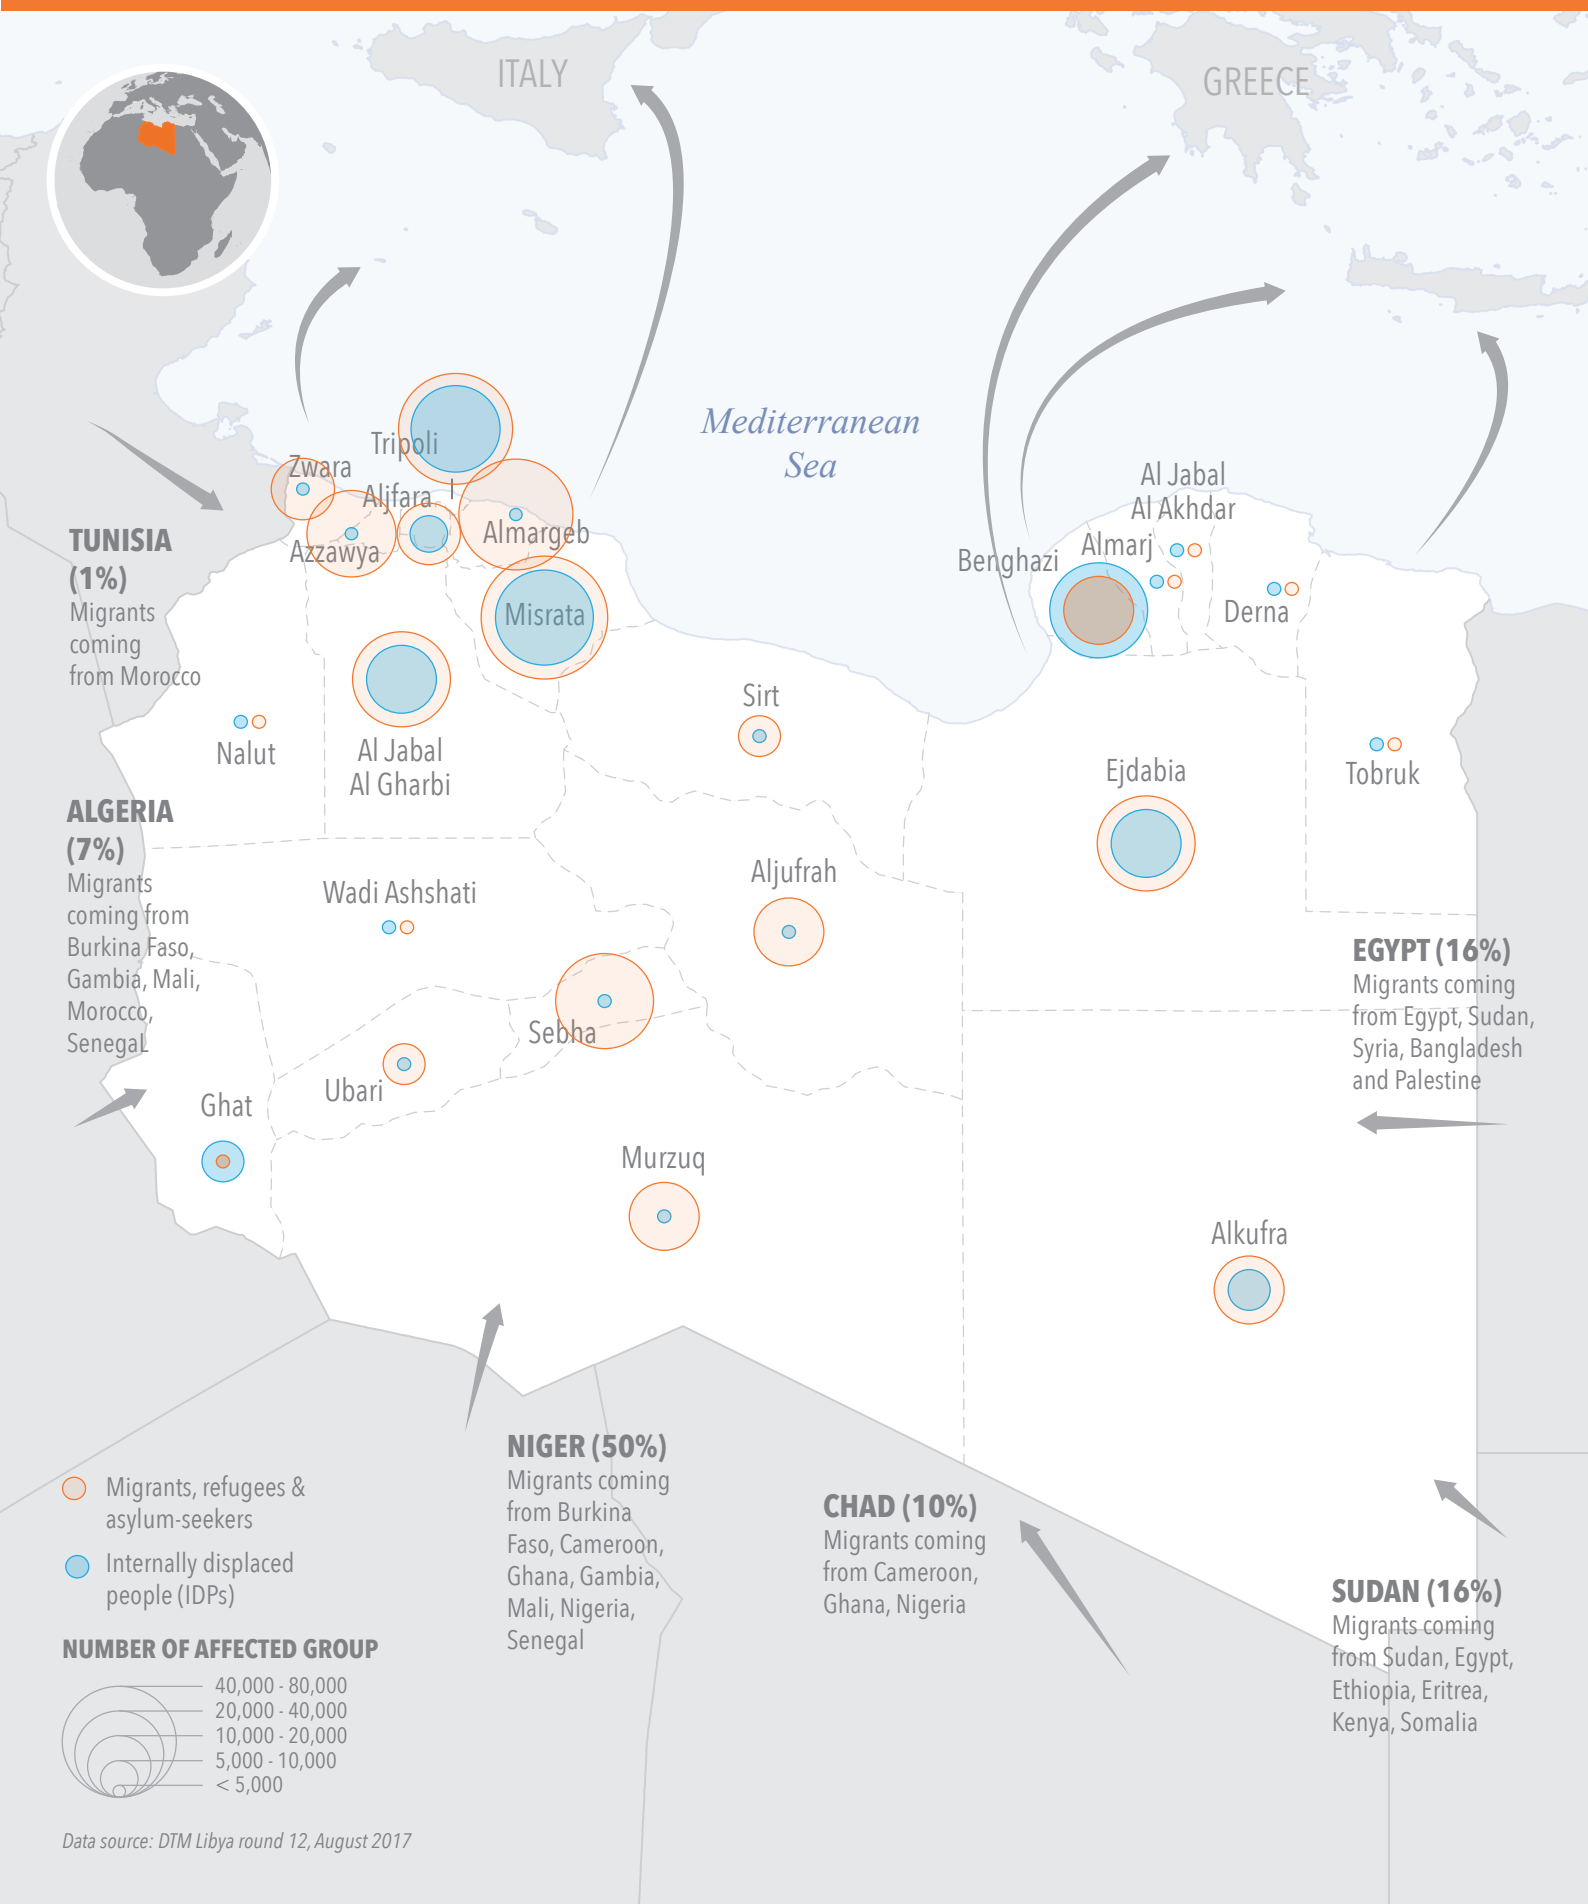 ITALY
GREECE
Mediterranean
Sea
Tripoli
Zwara
Aljfara
Azzawya
Almargeb
Misrata
Al Jabal
Al Akhdar
Almarj
Benghazi
Derna
TUNISIA
(1%)
Migrants
coming
from Morocco
Nalut
Al Jabal
Al Gharbi
Sirt
Ejdabia
Tobruk
ALGERIA
(7%)
Migrants
coming from
Burkina Faso,
Gambia, Mali,
Morocco,
Senegal
Wadi Ashshati
Aljufrah
Sebha
Ubari
Ghat
Murzuq
EGYPT (16%)
Migrants coming
from Egypt, Sudan,
Syria, Bangladesh
and Palestine
Alkufra
NIGER (50%)
Migrants coming
from Burkina
Faso, Cameroon,
Ghana, Gambia,
Mali, Nigeria,
Senegal
CHAD (10%)
Migrants coming
from Cameroon,
Ghana, Nigeria
SUDAN (16%)
Migrants coming
from Sudan, Egypt,
Ethiopia, Eritrea,
Kenya, Somalia
Migrants, refugees &
asylum-seekers
Internally displaced
people (IDPs)
NUMBER OF AFFECTED GROUP
40,000 - 80,000
20,000 - 40,000
10,000 - 20,000
5,000 - 10,000
< 5,000
Data source: DTM Libya round 12, August 2017